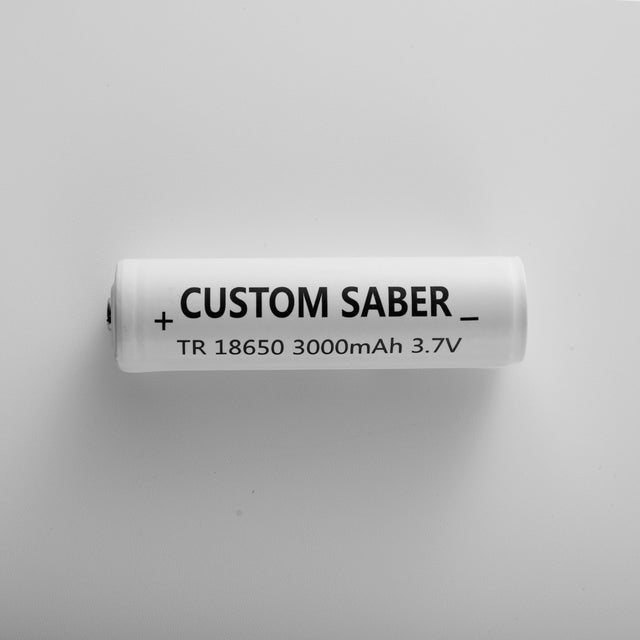 + CUSTOM SABER -
TR 18650 3000mAh 3.7V